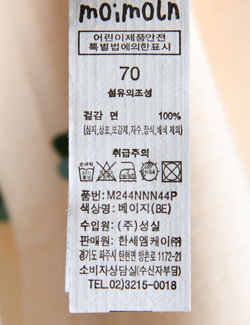 moimoln
어린이제품안전
특별법에의한표시
70
섬유의조성
겉감 면 100%
(심지,상표,보강재,자수,장식,배색 제외)
취급주의
품번: M244NNN44P
색상명: 베이지(BE)
수입원: (주)성실
판매원: 한세엠케이㈜
경기도 파주시 탄현면 방촌로 1172-21
소비자상담실(수신자부담)
TEL.02)3215-0018